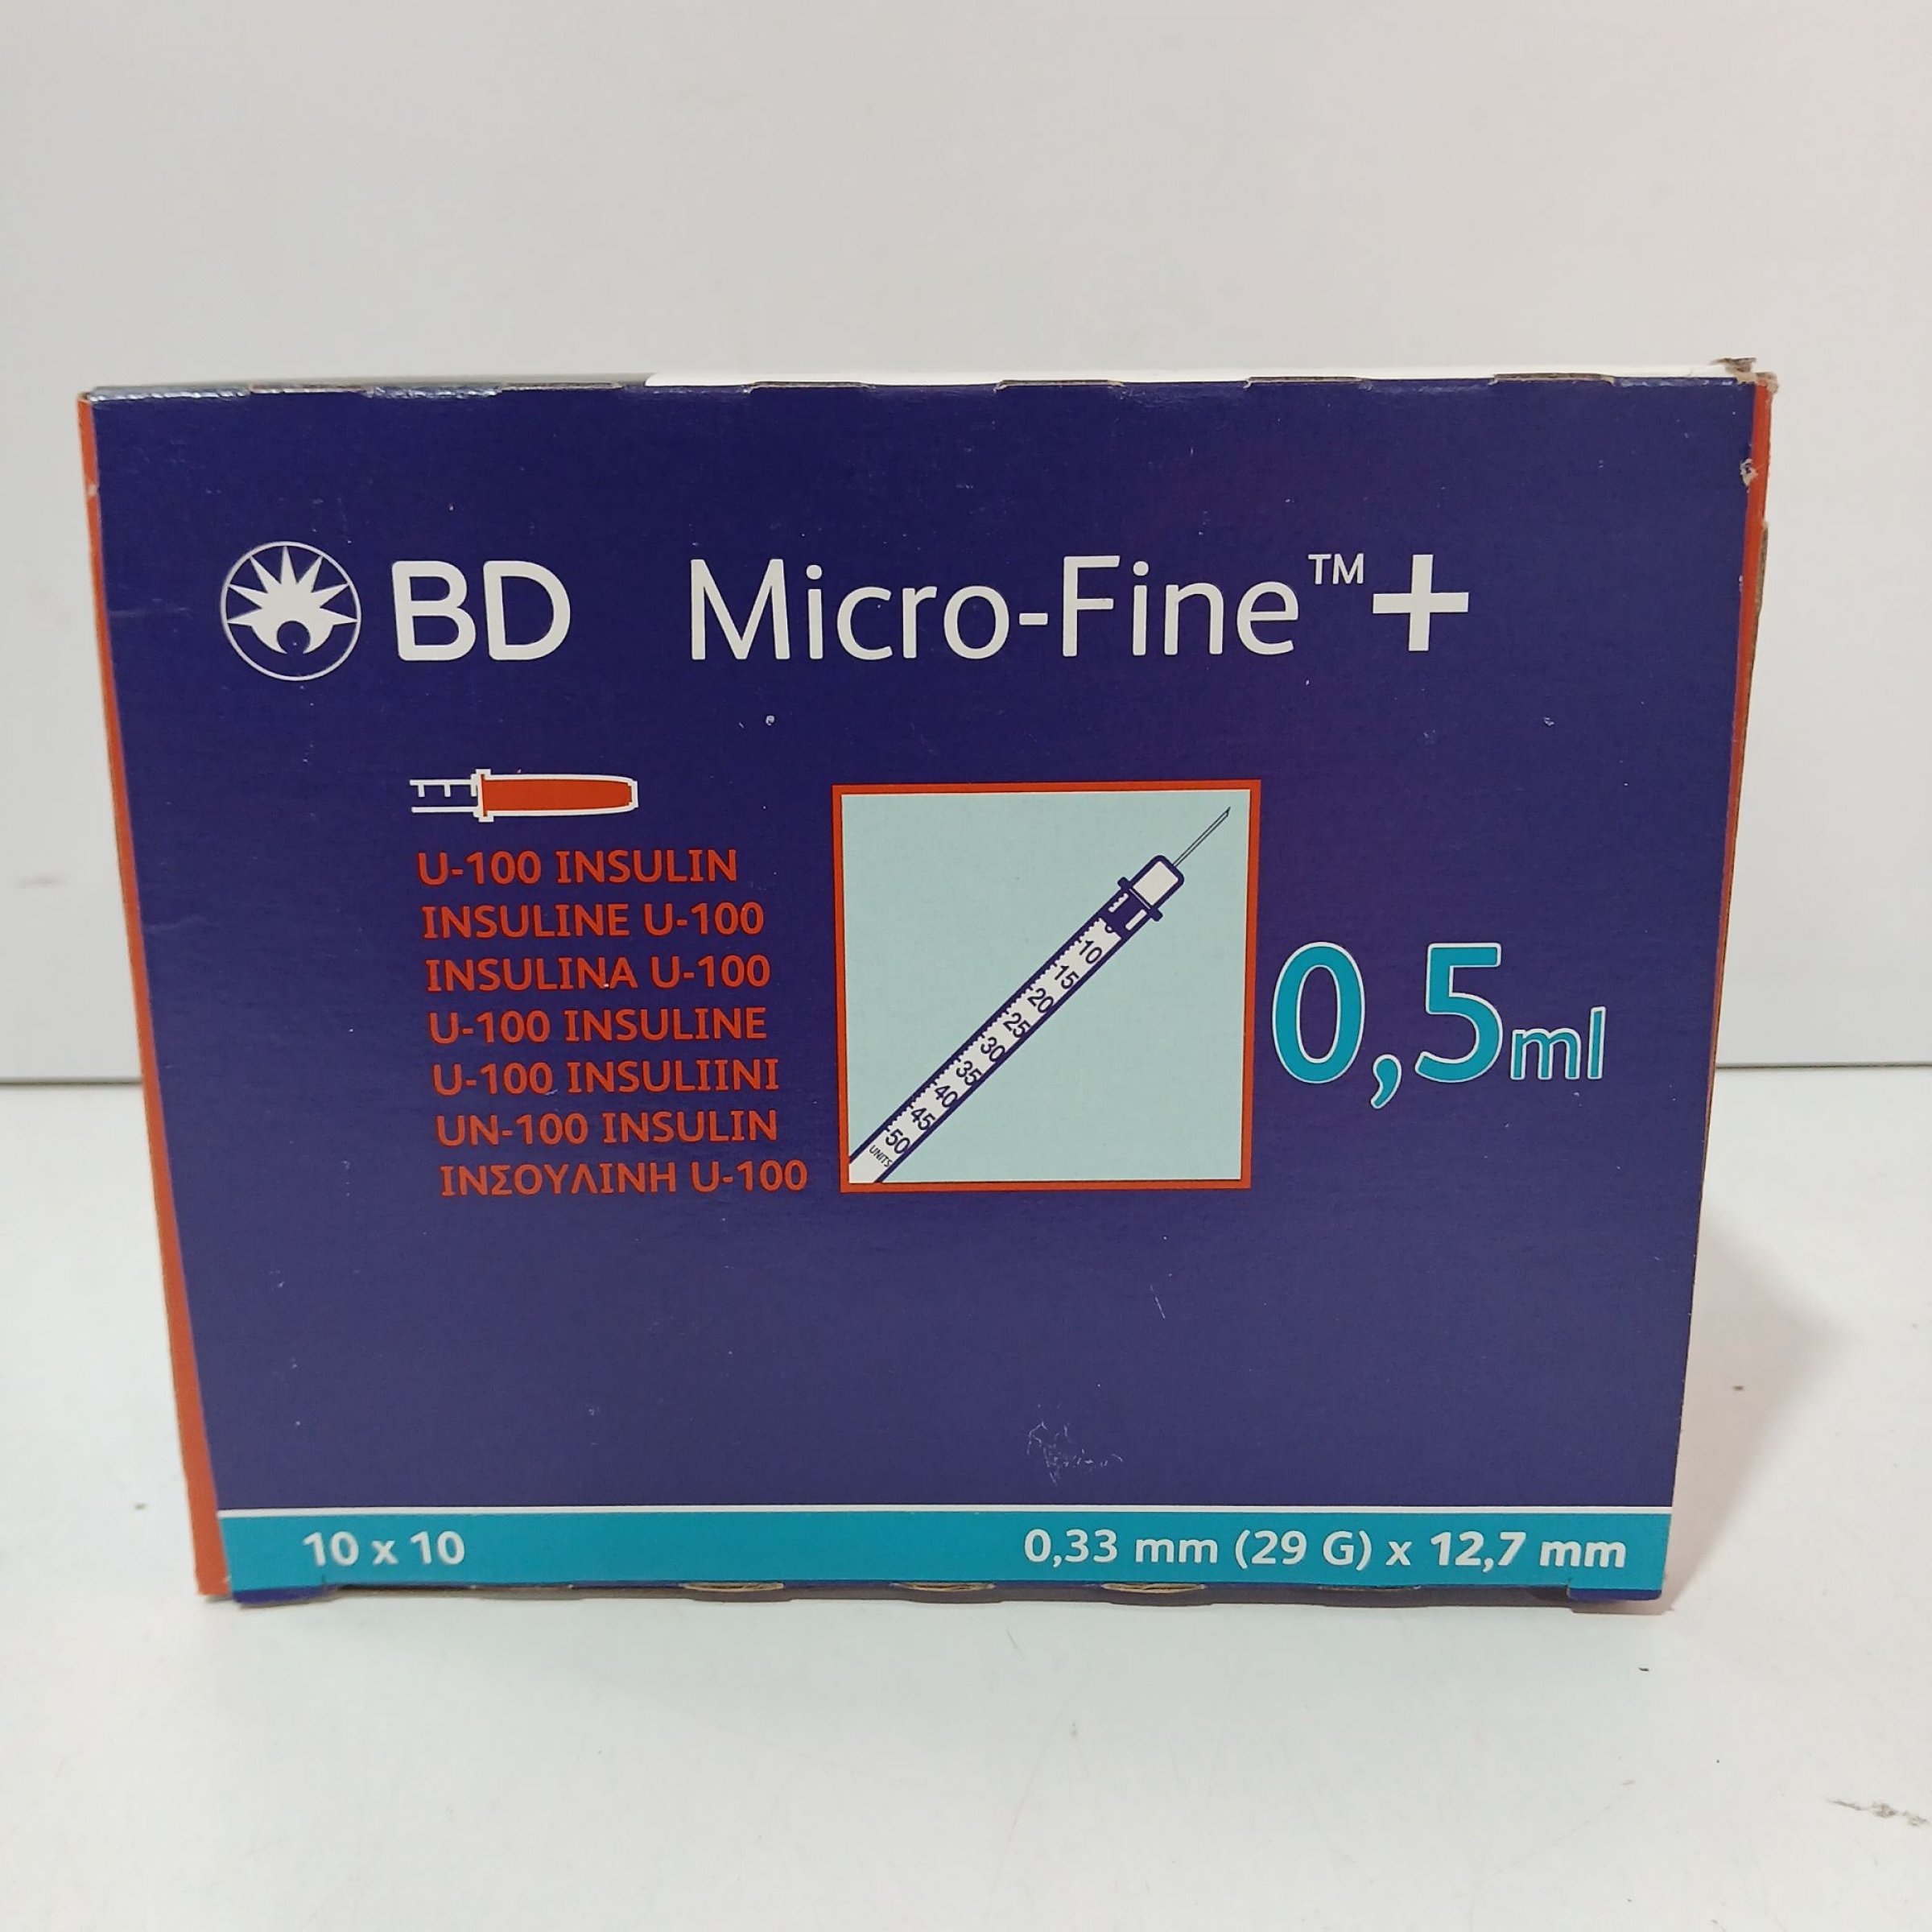 BD Micro-Fine™+
U-100 INSULIN
INSULINE U-100
INSULINA U-100
U-100 INSULINE
U-100 INSULIINI
UN-100 INSULIN
ΙΝΣΟΥΛΙΝΗ U-100
10
15
20
25
30
35
40
45
50
UNITS
0,5ml
10 x 10
0,33 mm (29 G) x 12,7 mm